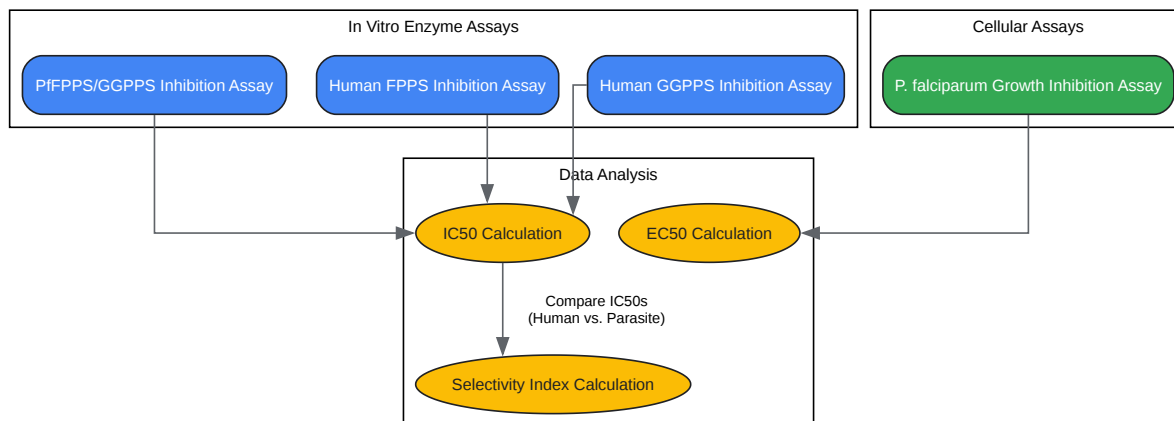 In Vitro Enzyme Assays
Cellular Assays
PfFPPS/GGPPS Inhibition Assay
Human FPPS Inhibition Assay
Human GGPPS Inhibition Assay
P. falciparum Growth Inhibition Assay
Data Analysis
IC50 Calculation
EC50 Calculation
Compare IC50s
(Human vs. Parasite)
Selectivity Index Calculation